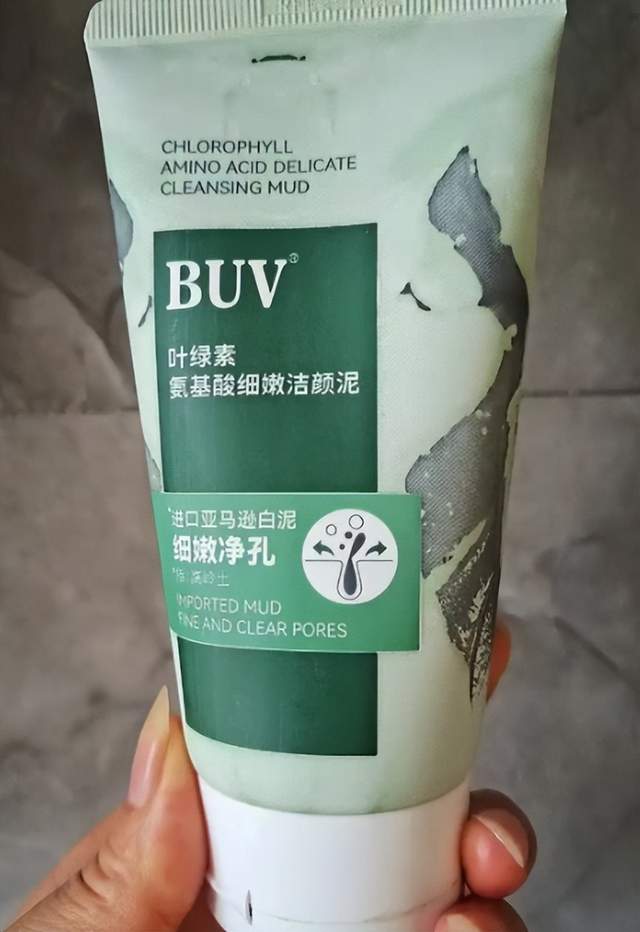 CHLOROPHYLL
AMINO ACID DELICATE
CLEANSING MUD
BUV®
叶绿素
氨基酸细嫩洁颜泥
*进口亚马逊白泥
细嫩净孔
*指高岭土
IMPORTED MUD
FINE AND CLEAR PORES